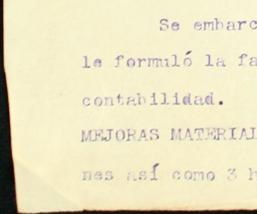 Se embarc
le formuló la fa
contabilidad.
MEJORAS MATERIAL
nes así como 3 h